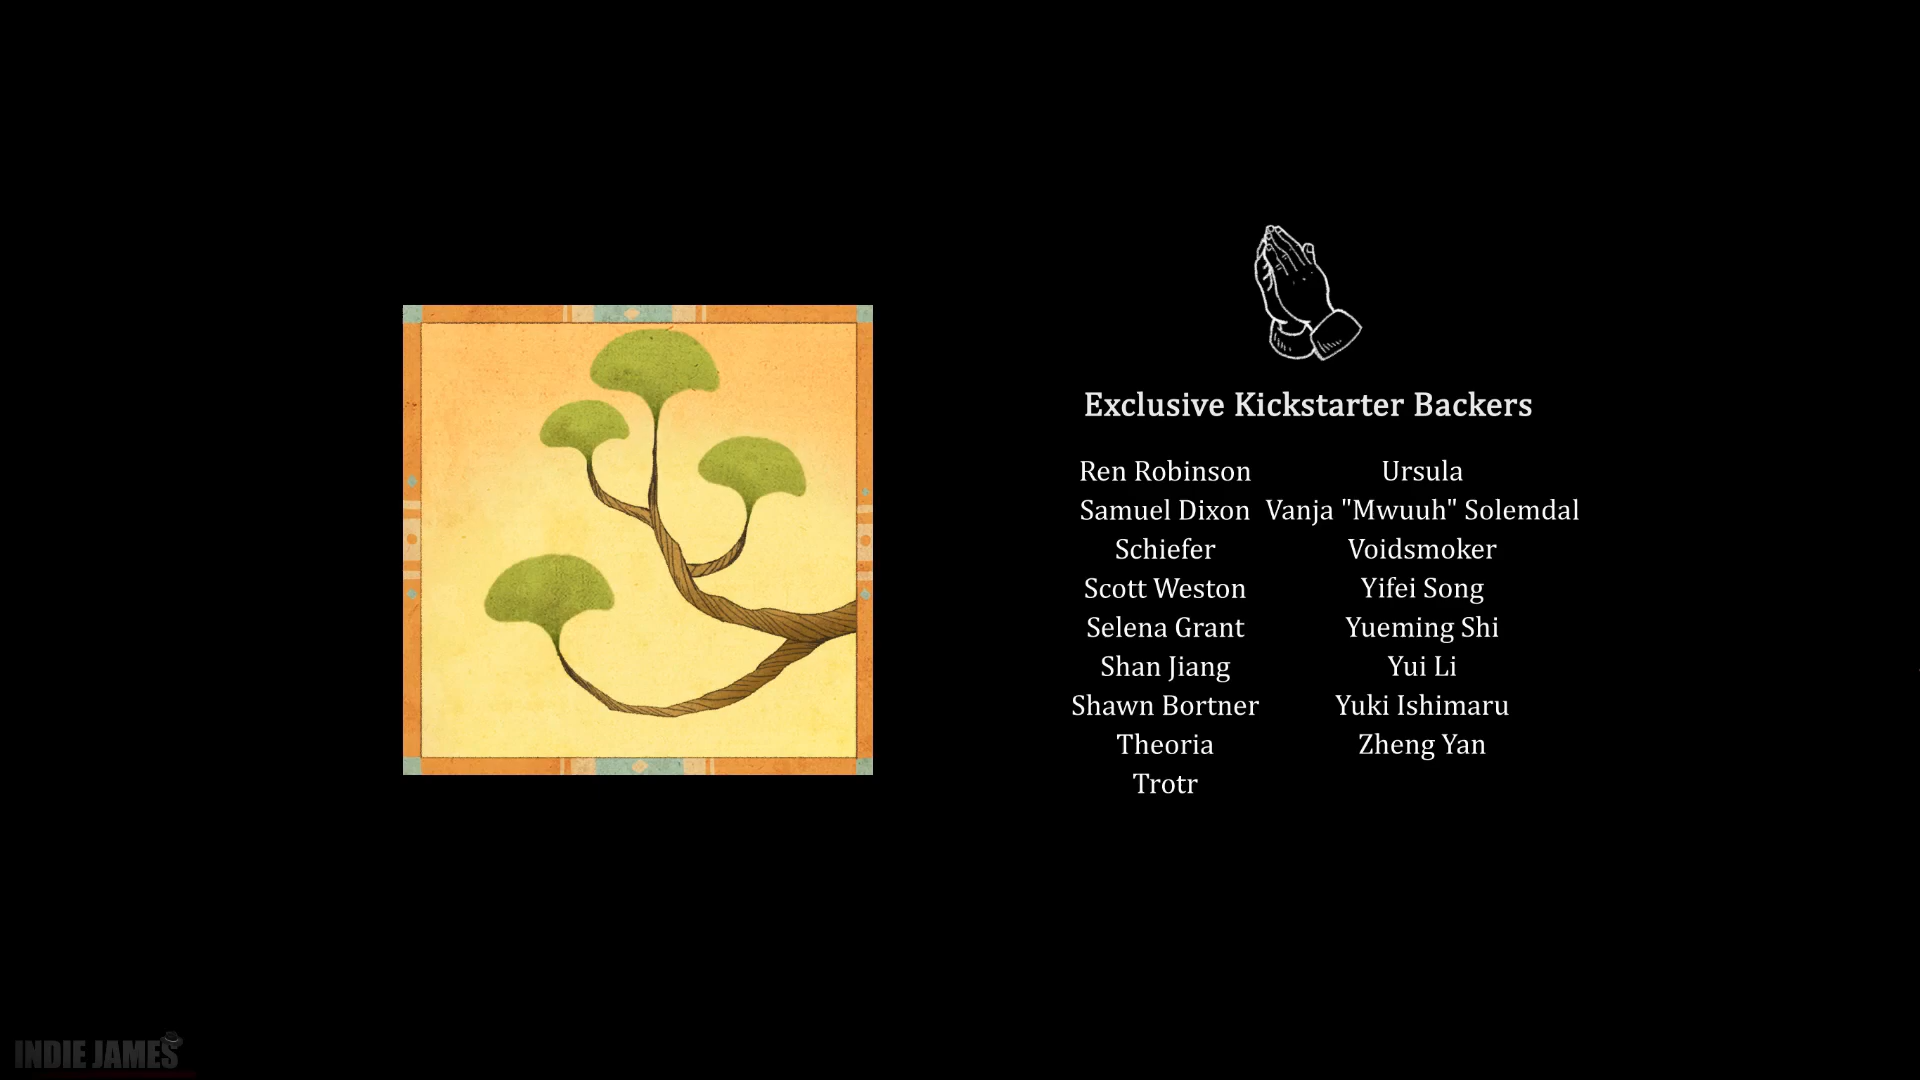 Exclusive Kickstarter Backers
Ren Robinson
Samuel Dixon
Schiefer
Scott Weston
Selena Grant
Shan Jiang
Shawn Bortner
Theoria
Trotr
Ursula
Vanja "Mwuuh" Solemdal
Voidsmoker
Yifei Song
Yueming Shi
Yui Li
Yuki Ishimaru
Zheng Yan
INDIE JAMES